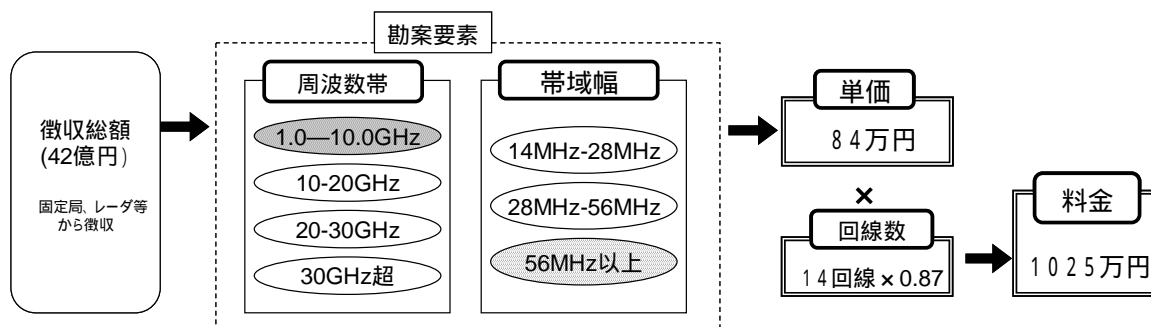 勘案要素
徴収総額
(42億円)
固定局、レーダ等
から徴収
周波数帯
1.0―10.0GHz
10-20GHz
20-30GHz
30GHz超
帯域幅
14MHz-28MHz
28MHz-56MHz
56MHz以上
単価
84万円
×
回線数
14回線×0.87
料金
1025万円